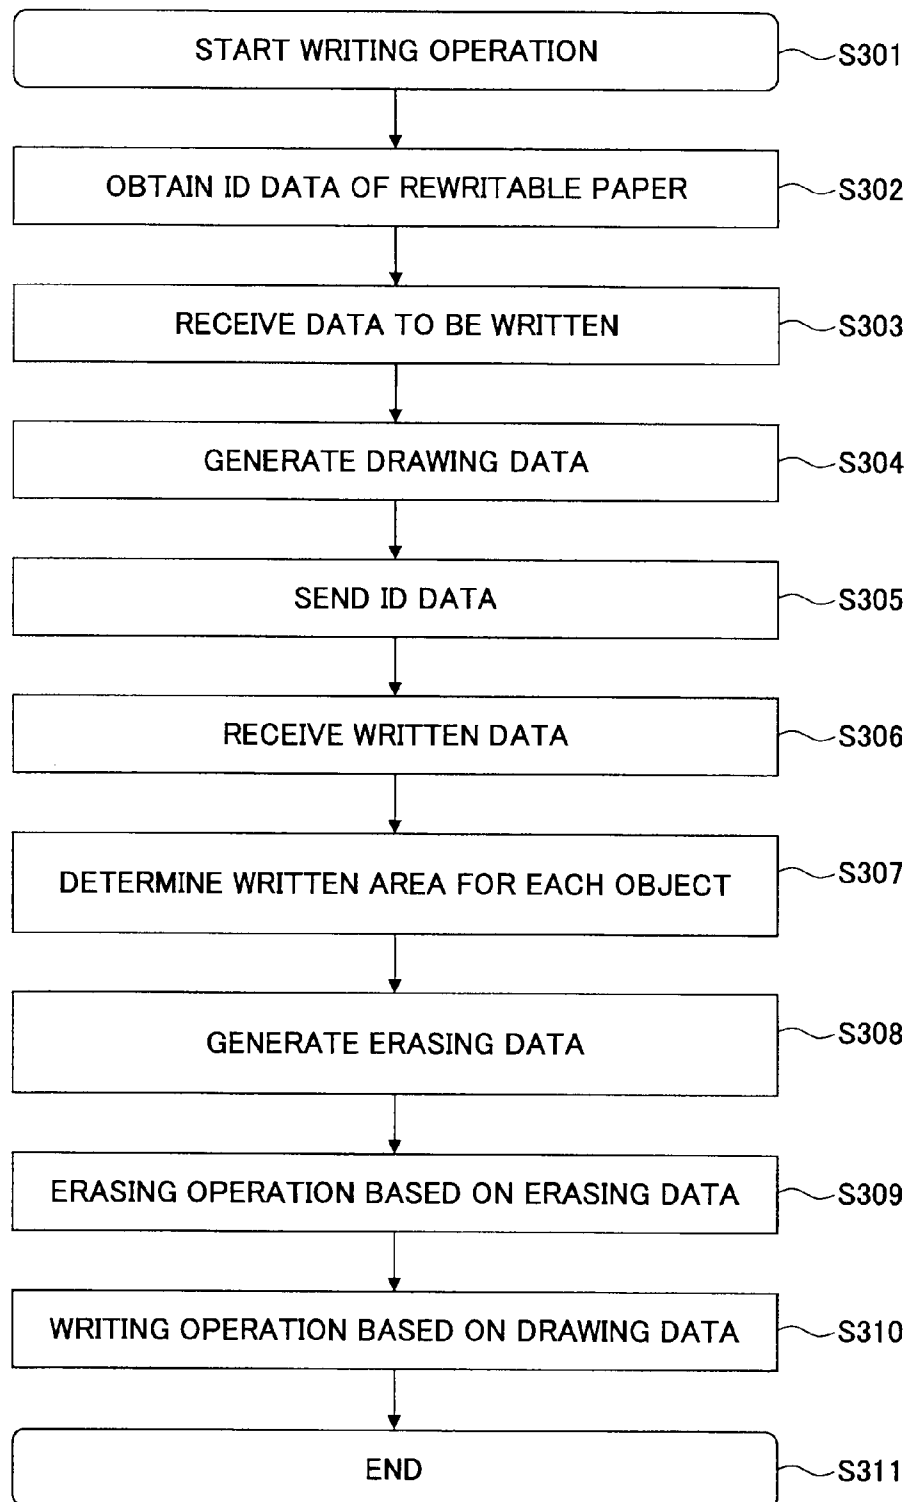 START WRITING OPERATION S301
OBTAIN ID DATA OF REWRITABLE PAPER S302
RECEIVE DATA TO BE WRITTEN S303
GENERATE DRAWING DATA S304
SEND ID DATA S305
RECEIVE WRITTEN DATA S306
DETERMINE WRITTEN AREA FOR EACH OBJECT S307
GENERATE ERASING DATA S308
ERASING OPERATION BASED ON ERASING DATA S309
WRITING OPERATION BASED ON DRAWING DATA S310
END S311